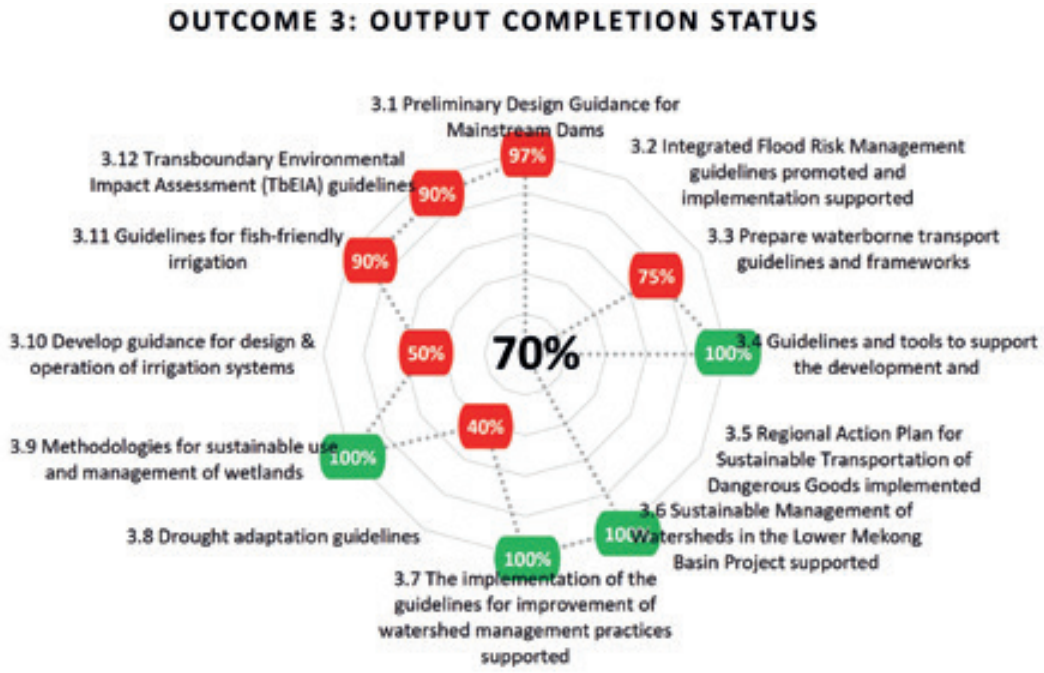 OUTCOME 3: OUTPUT COMPLETION STATUS
3.1 Preliminary Design Guidance for
Mainstream Dams
97%
3.2 Integrated Flood Risk Management
guidelines promoted and
implementation supported
3.3 Prepare waterborne transport
guidelines and frameworks
75%
3.4 Guidelines and tools to support
the development and
100%
3.5 Regional Action Plan for
Sustainable Transportation of
Dangerous Goods implemented
3.6 Sustainable Management of
Watersheds in the Lower Mekong
Basin Project supported
100%
3.7 The implementation of the
guidelines for improvement of
watershed management practices
supported
100%
3.8 Drought adaptation guidelines
40%
3.9 Methodologies for sustainable use
and management of wetlands
100%
3.10 Develop guidance for design &
operation of irrigation systems
50%
3.11 Guidelines for fish-friendly
irrigation
90%
3.12 Transboundary Environmental
Impact Assessment (TbEIA) guidelines
90%
70%